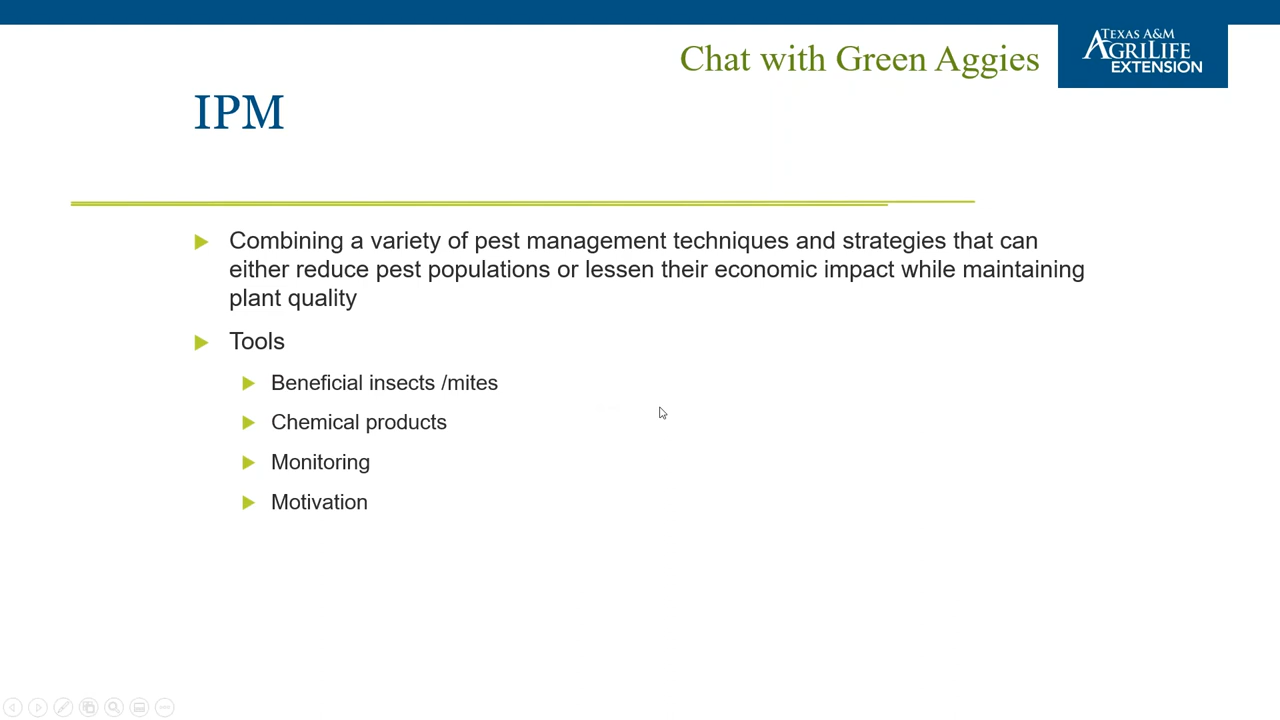 Chat with Green Aggies
TEXAS A&M
AGRILIFE
EXTENSION
IPM
Combining a variety of pest management techniques and strategies that can
either reduce pest populations or lessen their economic impact while maintaining
plant quality
Tools
Beneficial insects /mites
Chemical products
Monitoring
Motivation